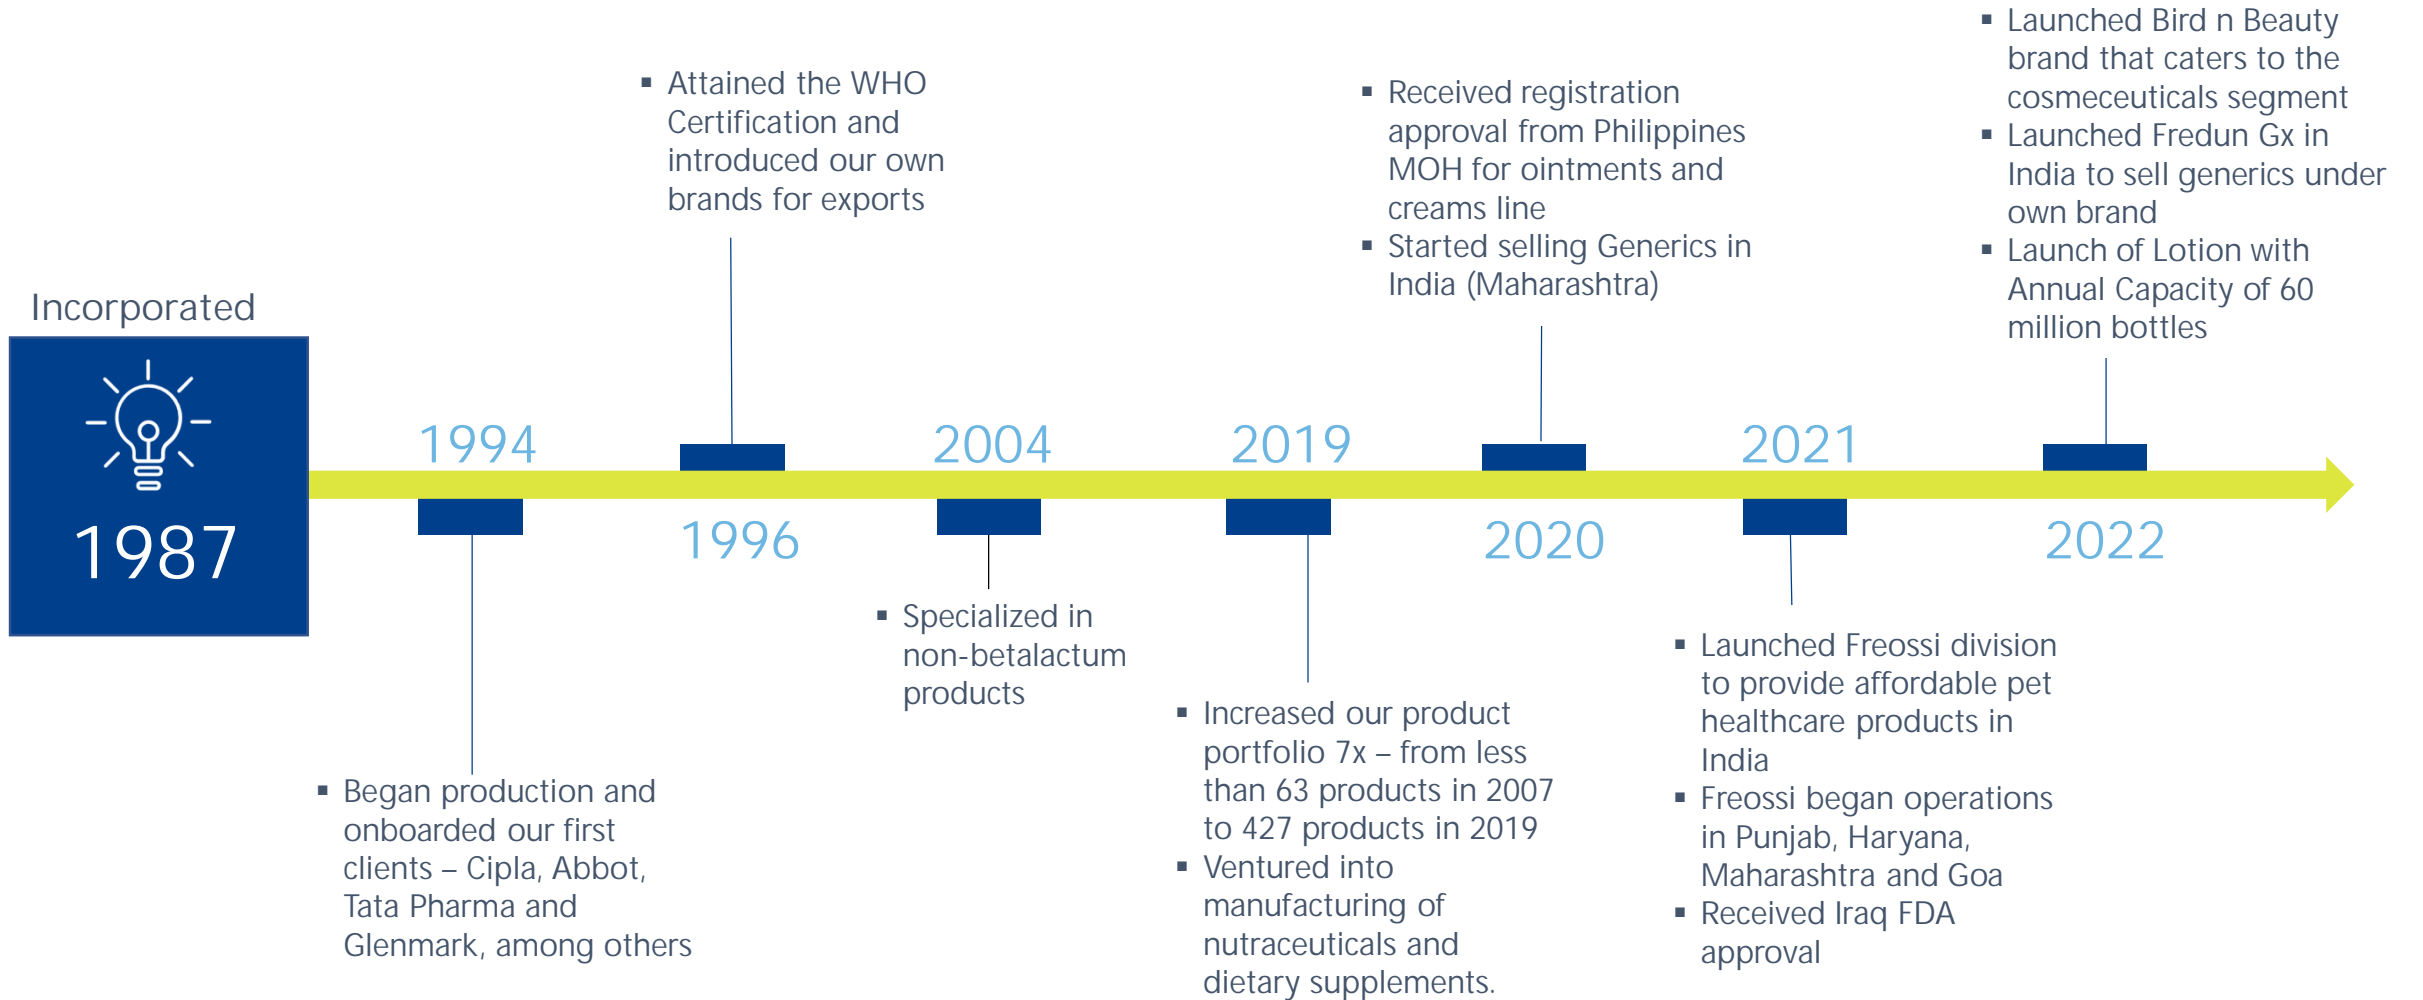 Incorporated
1987
1994
▪ Began production and
onboarded our first
clients – Cipla, Abbot,
Tata Pharma and
Glenmark, among others
▪ Attained the WHO
Certification and
introduced our own
brands for exports
1996
2004
▪ Specialized in
non-betalactum
products
2019
▪ Increased our product
portfolio 7x – from less
than 63 products in 2007
to 427 products in 2019
▪ Ventured into
manufacturing of
nutraceuticals and
dietary supplements.
▪ Received registration
approval from Philippines
MOH for ointments and
creams line
▪ Started selling Generics in
India (Maharashtra)
2020
2021
▪ Launched Freossi division
to provide affordable pet
healthcare products in
India
▪ Freossi began operations
in Punjab, Haryana,
Maharashtra and Goa
▪ Received Iraq FDA
approval
▪ Launched Bird n Beauty
brand that caters to the
cosmeceuticals segment
▪ Launched Fredun Gx in
India to sell generics under
own brand
▪ Launch of Lotion with
Annual Capacity of 60
million bottles
2022